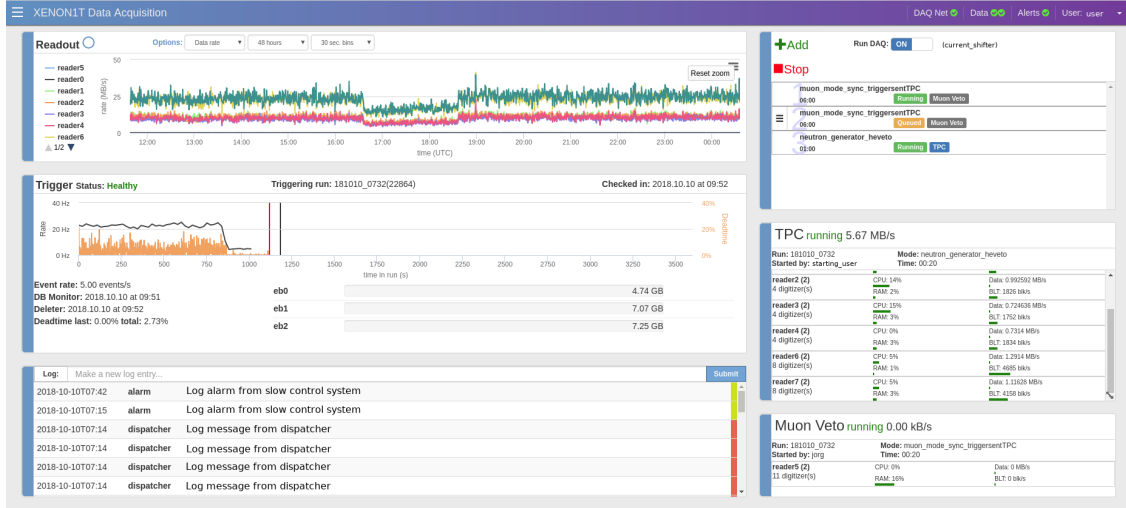 XENON1T Data Acquisition
DAQ Net Data Alerts User: user
Readout
Options: Data rate 48 hours 30 sec. bins
reader5
reader0
reader1
reader2
reader3
reader4
reader6
1/2
50
25
0
rate (MB/s)
Reset zoom
12:00 13:00 14:00 15:00 16:00 17:00 18:00 19:00 20:00 21:00 22:00 23:00 00:00
time (UTC)
Add
Run DAQ: ON (current_shifter)
Stop
muon_mode_sync_triggersentTPC
06:00 Running Muon Veto
muon_mode_sync_triggersentTPC
06:00 Queued Muon Veto
neutron_generator_heveto
01:00 Running TPC
Trigger Status: Healthy
Triggering run: 181010_0732(22864)
Checked in: 2018.10.10 at 09:52
40 Hz
20 Hz
0 Hz
Rate
40%
20%
0%
Deadtime
0 250 500 750 1000 1250 1500 1750 2000 2250 2500 2750 3000 3250 3500
time in run (s)
Event rate: 5.00 events/s
DB Monitor: 2018.10.10 at 09:51
Deleter: 2018.10.10 at 09:52
Deadtime last: 0.00% total: 2.73%
eb0 4.74 GB
eb1 7.07 GB
eb2 7.25 GB
TPC running 5.67 MB/s
Run: 181010_0732 Mode: neutron_generator_heveto
Started by: starting_user Time: 00:20
reader2 (2) CPU: 14% Data: 0.992592 MB/s
4 digitizer(s) RAM: 2% BLT: 1826 blk/s
reader3 (2) CPU: 15% Data: 0.724636 MB/s
4 digitizer(s) RAM: 3% BLT: 1752 blk/s
reader4 (2) CPU: 0% Data: 0.7314 MB/s
4 digitizer(s) RAM: 3% BLT: 1834 blk/s
reader6 (2) CPU: 5% Data: 1.2914 MB/s
8 digitizer(s) RAM: 1% BLT: 4685 blk/s
reader7 (2) CPU: 5% Data: 1.11628 MB/s
8 digitizer(s) RAM: 3% BLT: 4158 blk/s
Log: Make a new log entry... Submit
2018-10-10T07:42 alarm Log alarm from slow control system
2018-10-10T07:15 alarm Log alarm from slow control system
2018-10-10T07:14 dispatcher Log message from dispatcher
2018-10-10T07:14 dispatcher Log message from dispatcher
2018-10-10T07:14 dispatcher Log message from dispatcher
2018-10-10T07:14 dispatcher Log message from dispatcher
Muon Veto running 0.00 kB/s
Run: 181010_0732 Mode: muon_mode_sync_triggersentTPC
Started by: jorg Time: 00:20
reader5 (2) CPU: 0% Data: 0 MB/s
11 digitizer(s) RAM: 16% BLT: 0 blk/s